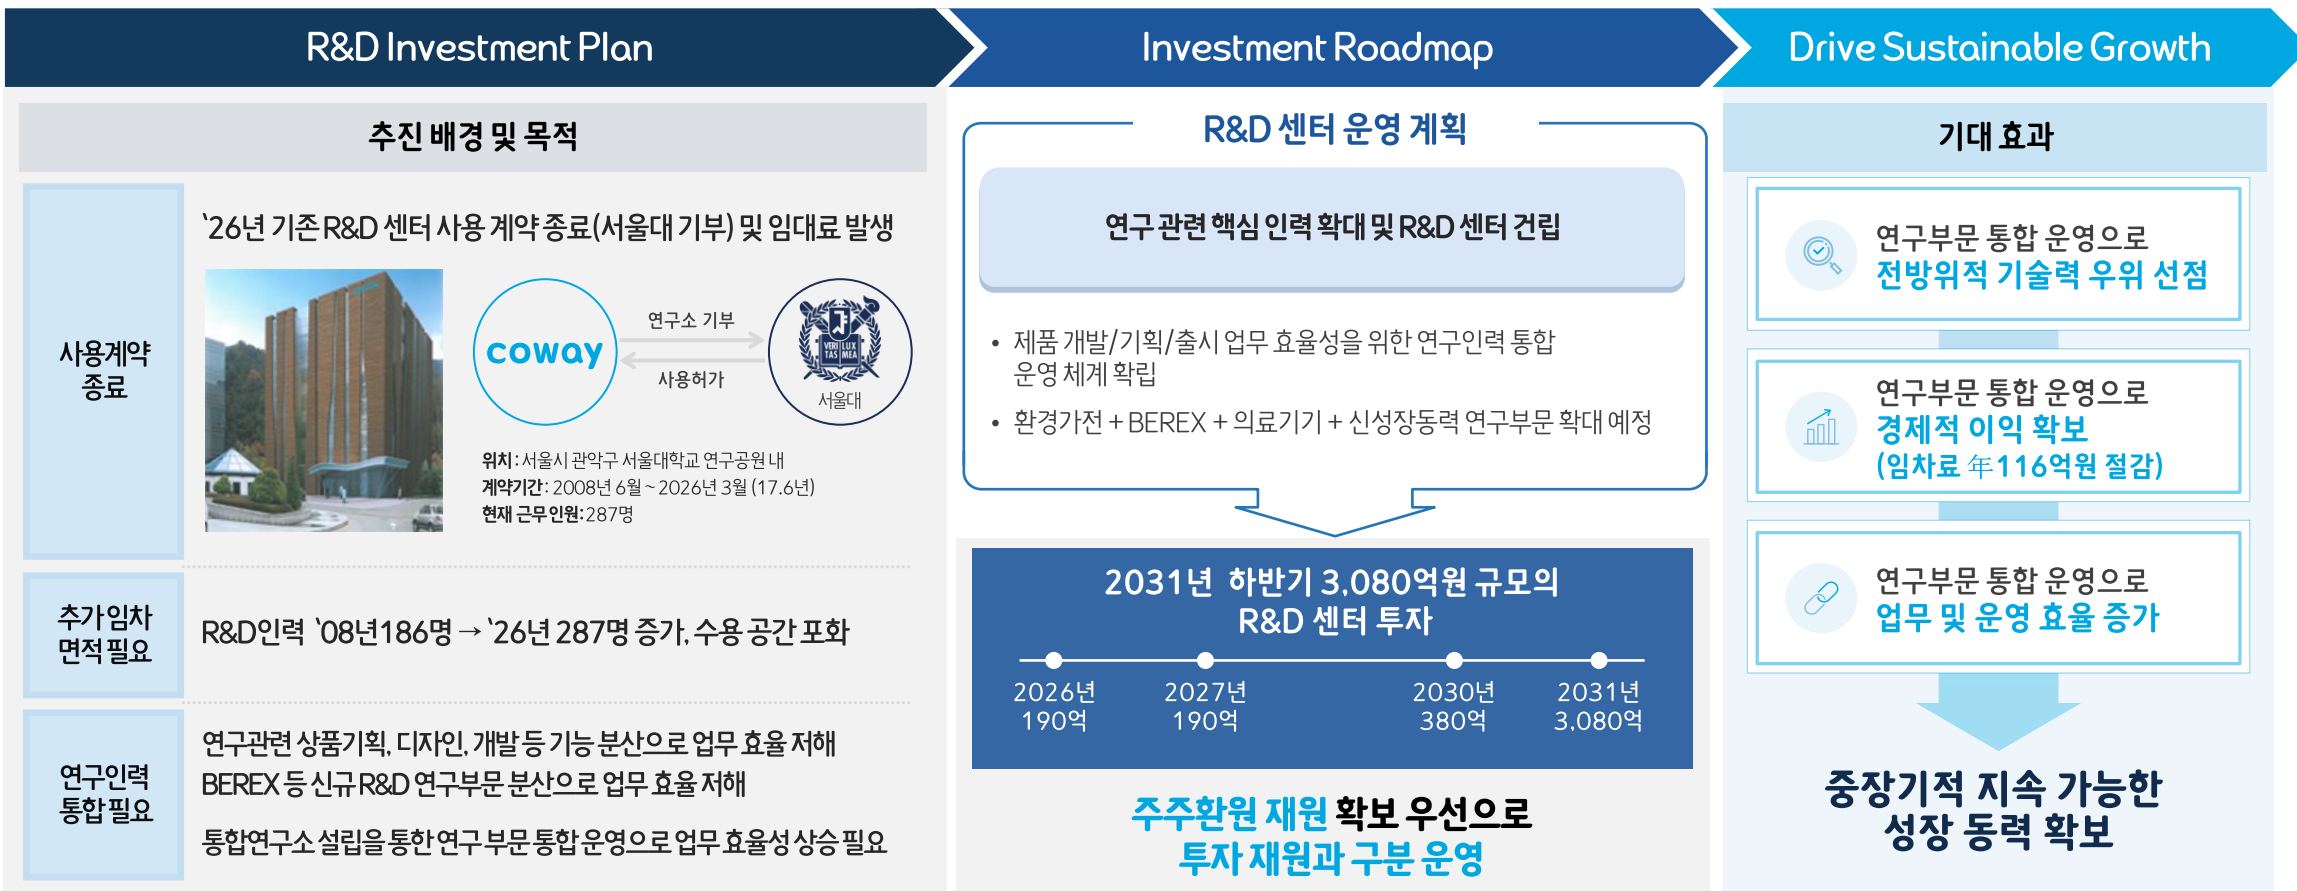 R&D Investment Plan
추진 배경 및 목적
사용계약
종료
‘26년 기존 R&D 센터 사용 계약 종료(서울대 기부) 및 임대료 발생
coway
연구소 기부
사용허가
VERI LUX
TAS MEA
서울대
위치: 서울시 관악구 서울대학교 연구공원 내
계약기간: 2008년 6월 ~ 2026년 3월 (17.6년)
현재 근무 인원: 287명
추가 임차
면적 필요
R&D인력 ‘08년 186명 → ‘26년 287명 증가, 수용 공간 포화
연구인력
통합 필요
연구관련 상품기획, 디자인, 개발 등 기능 분산으로 업무 효율 저해
BEREX 등 신규 R&D 연구부문 분산으로 업무 효율 저해
통합연구소 설립을 통한 연구 부문 통합 운영으로 업무 효율성 상승 필요
Investment Roadmap
R&D 센터 운영 계획
연구 관련 핵심 인력 확대 및 R&D 센터 건립
• 제품 개발/기획/출시 업무 효율성을 위한 연구인력 통합
운영 체계 확립
• 환경가전 + BEREX + 의료기기 + 신성장동력 연구부문 확대 예정
2031년 하반기 3,080억원 규모의
R&D 센터 투자
2026년 2027년 2030년 2031년
190억 190억 380억 3,080억
주주환원 재원 확보 우선으로
투자 재원과 구분 운영
Drive Sustainable Growth
기대 효과
연구부문 통합 운영으로
전방위적 기술력 우위 선점
연구부문 통합 운영으로
경제적 이익 확보
(임차료 年116억원 절감)
연구부문 통합 운영으로
업무 및 운영 효율 증가
중장기적 지속 가능한
성장 동력 확보